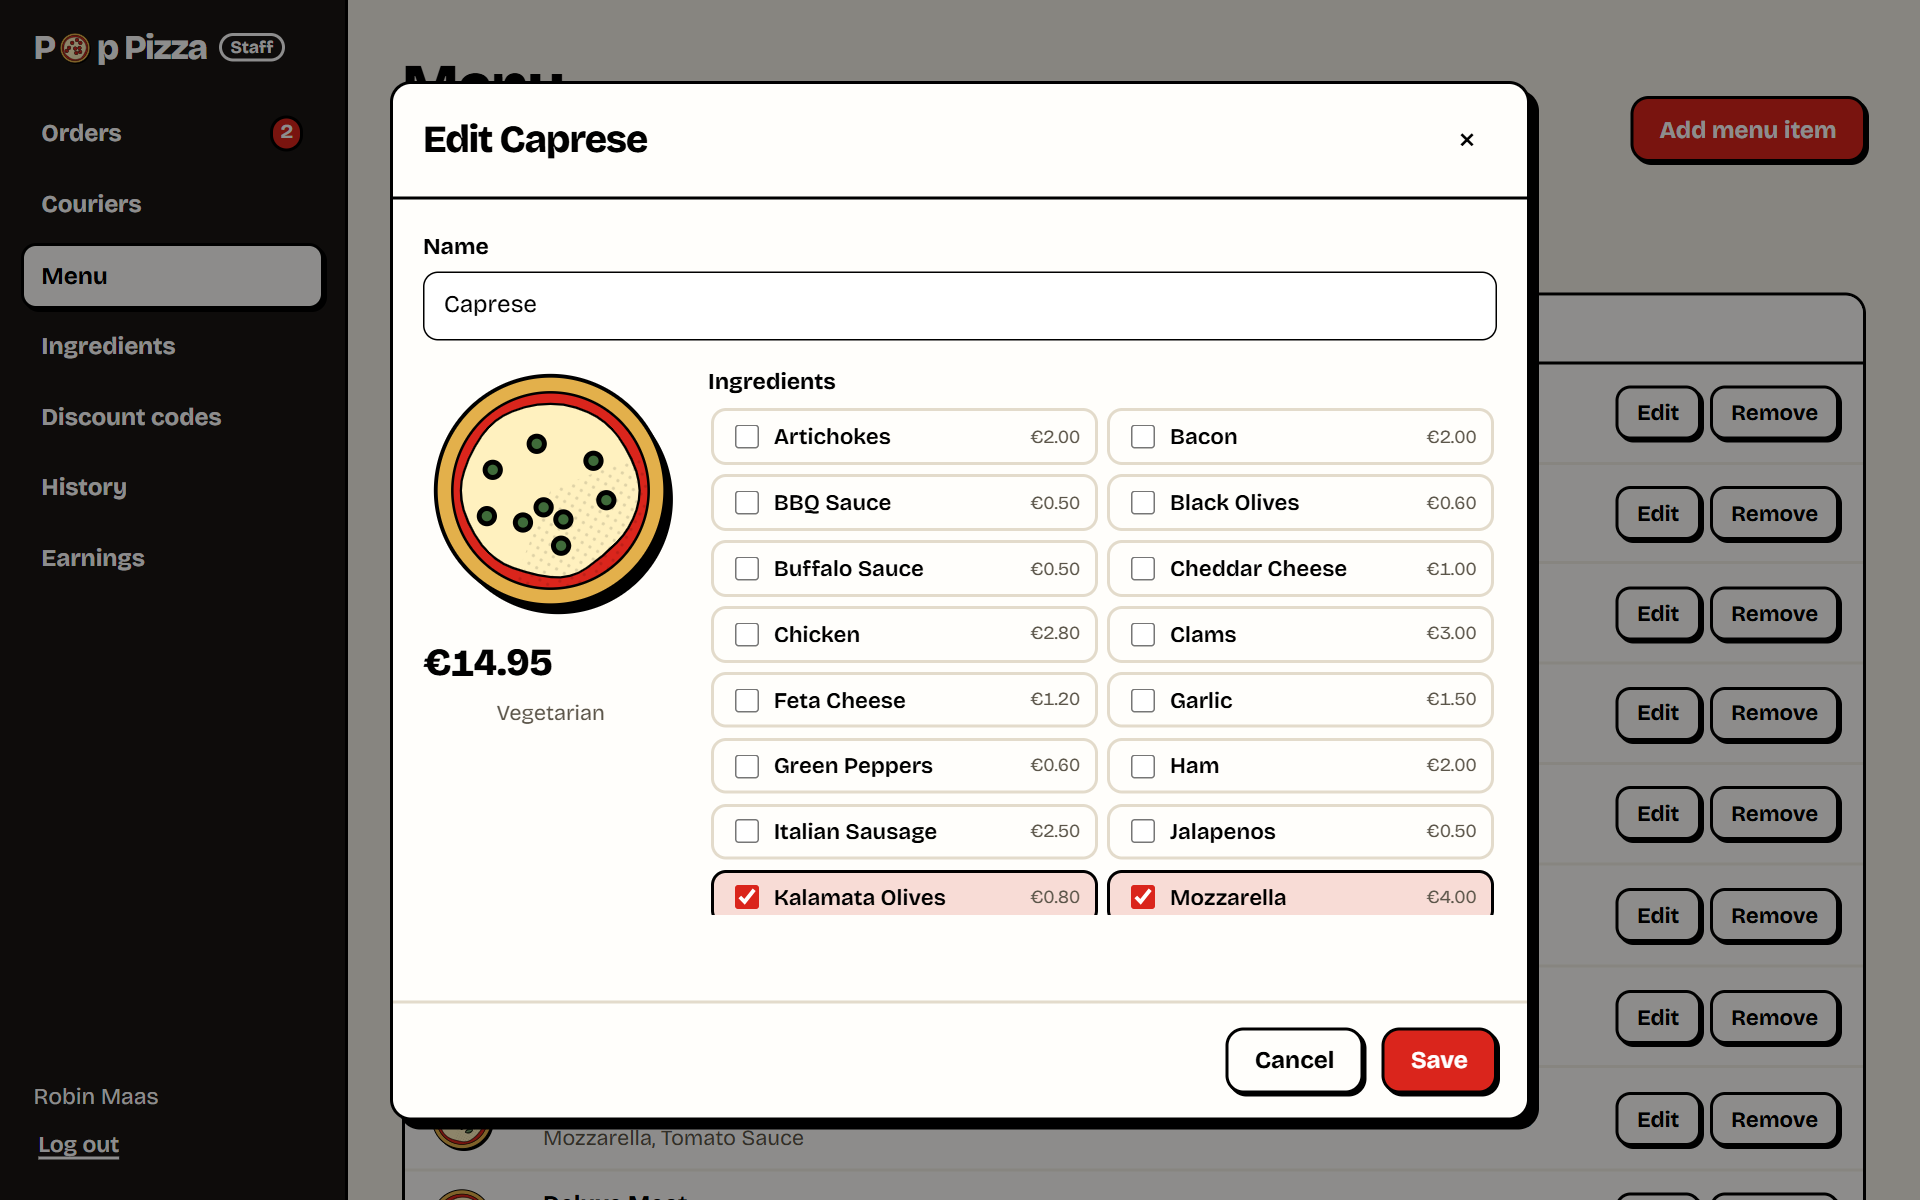 Pop Pizza Staff
Orders 2
Couriers
Menu
Ingredients
Discount codes
History
Earnings
Robin Maas
Log out
Menu
Add menu item
Edit Caprese
×
Name
Caprese
€14.95
Vegetarian
Ingredients
Artichokes €2.00 Bacon €2.00
BBQ Sauce €0.50 Black Olives €0.60
Buffalo Sauce €0.50 Cheddar Cheese €1.00
Chicken €2.80 Clams €3.00
Feta Cheese €1.20 Garlic €1.50
Green Peppers €0.60 Ham €2.00
Italian Sausage €2.50 Jalapenos €0.50
Kalamata Olives €0.80 Mozzarella €4.00
Cancel Save
Edit Remove
Edit Remove
Edit Remove
Edit Remove
Edit Remove
Edit Remove
Edit Remove
Edit Remove
Mozzarella, Tomato Sauce